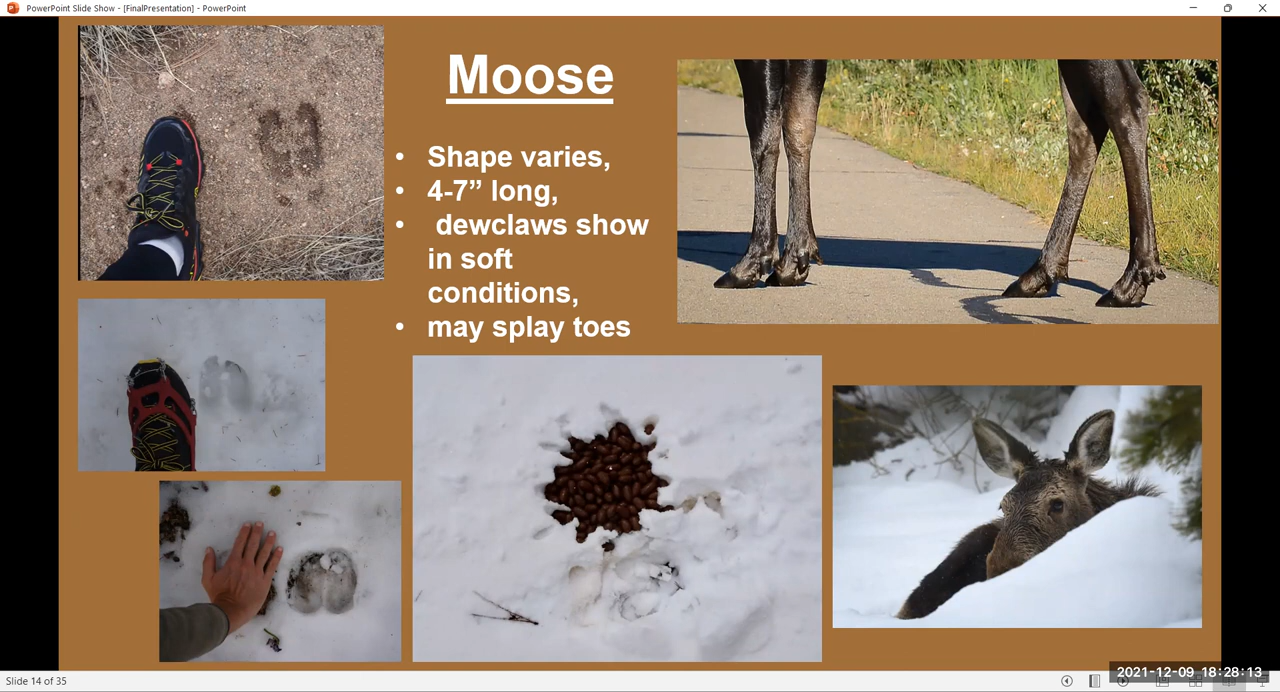 PowerPoint Slide Show - [FinalPresentation] - PowerPoint
Moose
• Shape varies,
• 4-7” long,
• dewclaws show
in soft
conditions,
• may splay toes
Slide 14 of 35
2021-12-09 18:28:13